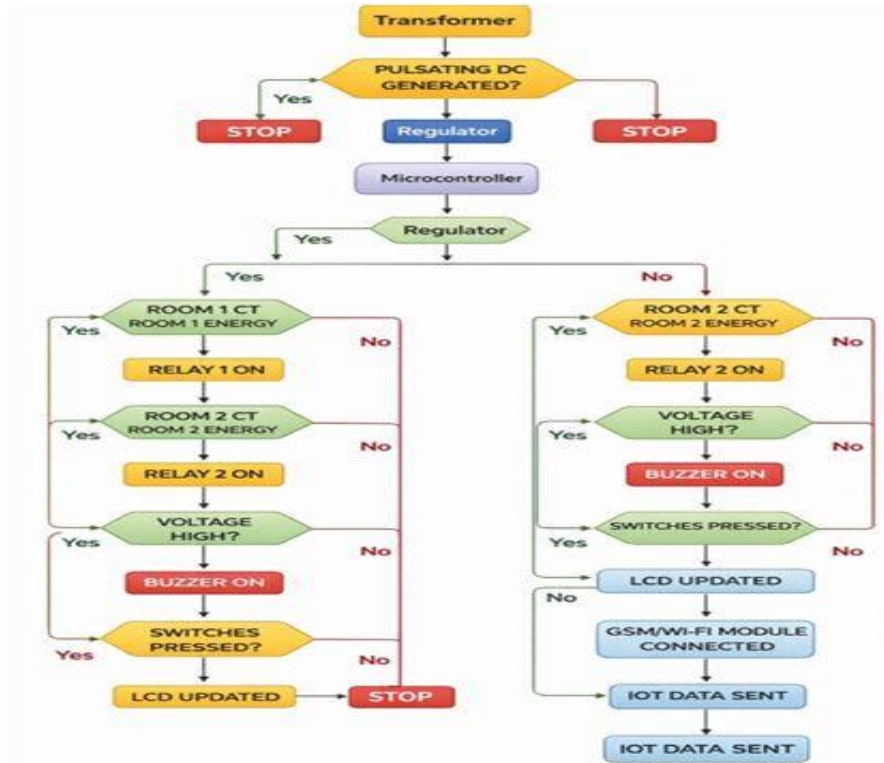 Transformer
PULSATING DC
GENERATED?
Yes
STOP
Regulator
STOP
Microcontroller
Regulator
Yes
Yes
No
ROOM 1 CT
ROOM 1 ENERGY
Yes
No
RELAY 1 ON
ROOM 2 CT
ROOM 2 ENERGY
Yes
No
RELAY 2 ON
VOLTAGE
HIGH?
Yes
No
BUZZER ON
SWITCHES
PRESSED?
Yes
No
LCD UPDATED
STOP
ROOM 2 CT
ROOM 2 ENERGY
Yes
No
RELAY 2 ON
VOLTAGE
HIGH?
Yes
No
BUZZER ON
SWITCHES PRESSED?
Yes
No
LCD UPDATED
No
GSM/WI-FI MODULE
CONNECTED
IOT DATA SENT
IOT DATA SENT